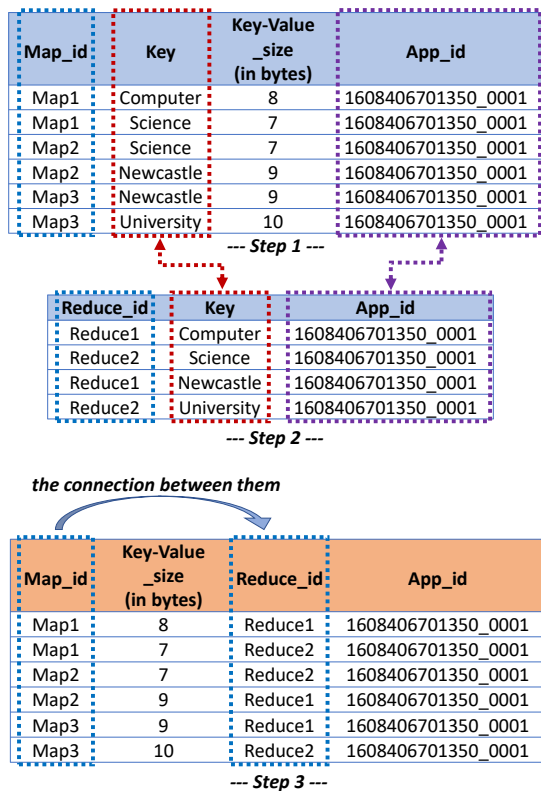 Map_id Key Key-Value _size (in bytes) App_id
Map1 Computer 8 1608406701350_0001
Map1 Science 7 1608406701350_0001
Map2 Science 7 1608406701350_0001
Map2 Newcastle 9 1608406701350_0001
Map3 Newcastle 9 1608406701350_0001
Map3 University 10 1608406701350_0001
--- Step 1 ---
Reduce_id Key App_id
Reduce1 Computer 1608406701350_0001
Reduce2 Science 1608406701350_0001
Reduce1 Newcastle 1608406701350_0001
Reduce2 University 1608406701350_0001
--- Step 2 ---
the connection between them
Map_id Key-Value _size (in bytes) Reduce_id App_id
Map1 8 Reduce1 1608406701350_0001
Map1 7 Reduce2 1608406701350_0001
Map2 7 Reduce2 1608406701350_0001
Map2 9 Reduce1 1608406701350_0001
Map3 9 Reduce1 1608406701350_0001
Map3 10 Reduce2 1608406701350_0001
--- Step 3 ---